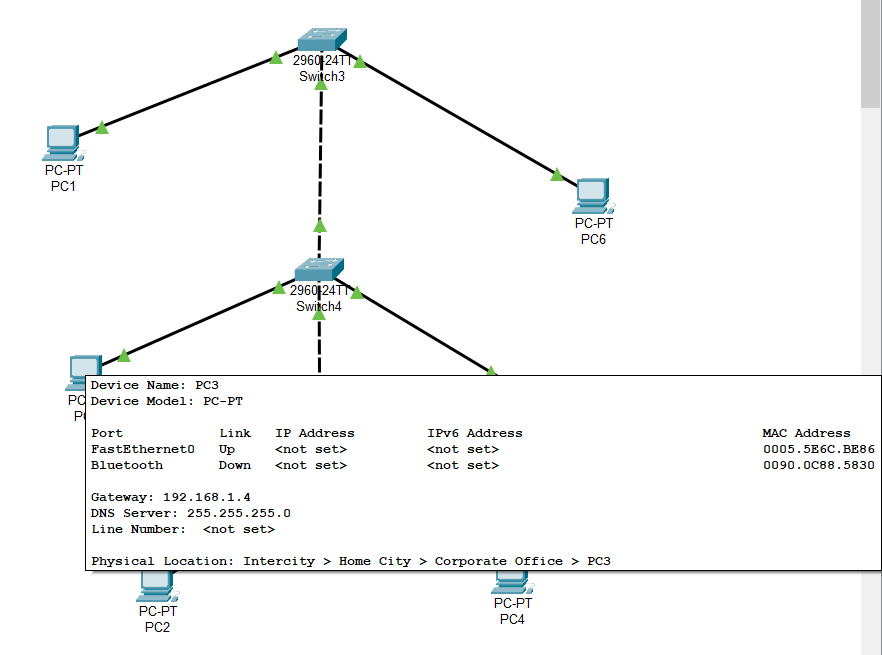 2960-24TT
Switch3
PC-PT
PC1
PC-PT
PC6
2960-24TT
Switch4
PC
P
Device Name: PC3
Device Model: PC-PT
Port Link IP Address IPv6 Address MAC Address
FastEthernet0 Up <not set> <not set> 0005.5E6C.BE86
Bluetooth Down <not set> <not set> 0090.0C88.5830
Gateway: 192.168.1.4
DNS Server: 255.255.255.0
Line Number: <not set>
Physical Location: Intercity > Home City > Corporate Office > PC3
PC-PT
PC2
PC-PT
PC4